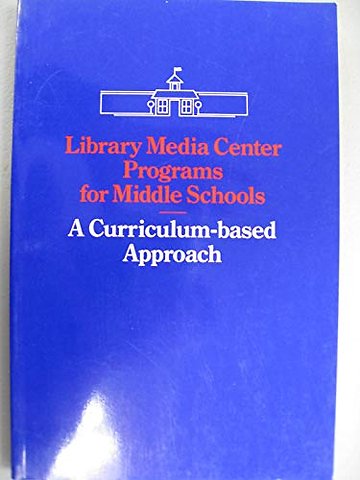 Library Media Center
Programs
for Middle Schools
A Curriculum-based
Approach